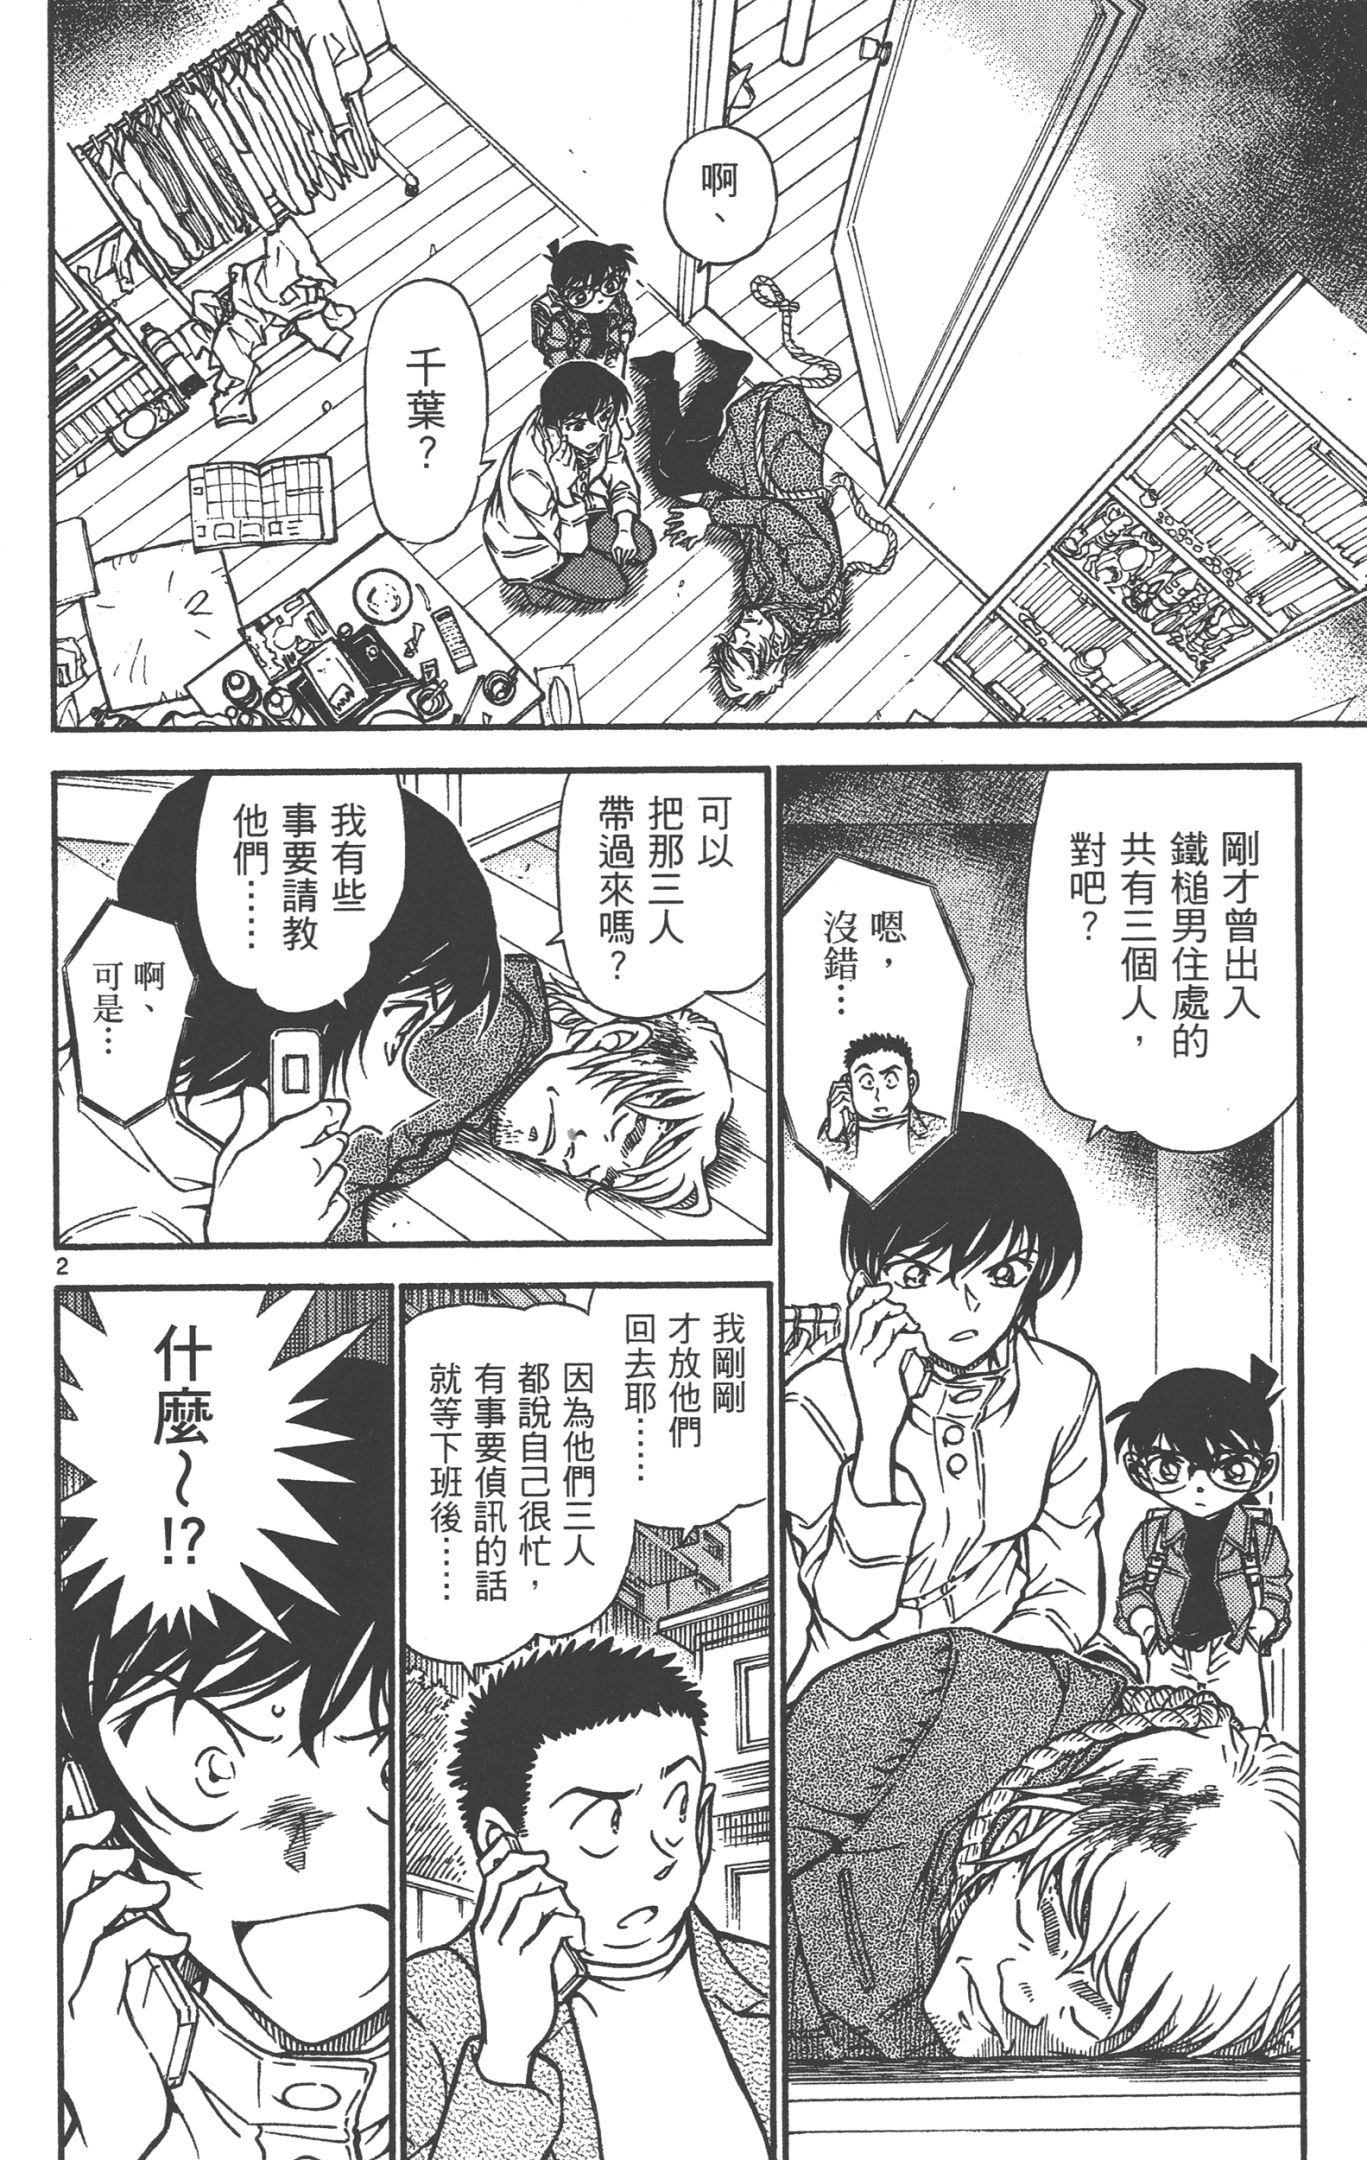 啊、
千葉？
剛才曾出入
鐵槌男住處的
共有三個人，
對吧？
嗯，
沒錯…
可以
把那三人
帶過來嗎？
我有些
事要請教
他們……
啊、
可是…
我剛剛
才放他們
回去耶……
因為他們三人
都說自己很忙，
有事要偵訊的話
就等下班後……
什麼～!?
2